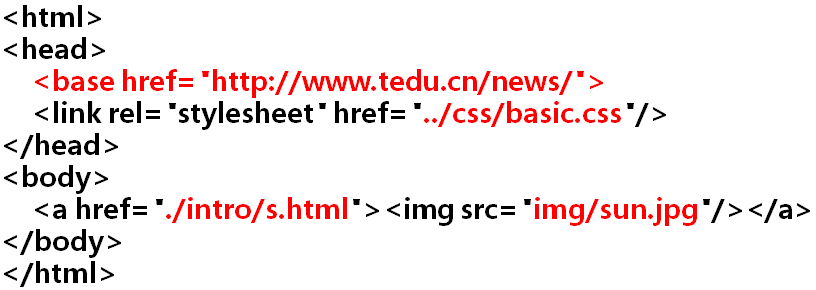 <html>
<head>
<base href="http://www.tedu.cn/news/">
<link rel="stylesheet" href="../css/basic.css"/>
</head>
<body>
<a href="./intro/s.html"><img src="img/sun.jpg"/></a>
</body>
</html>